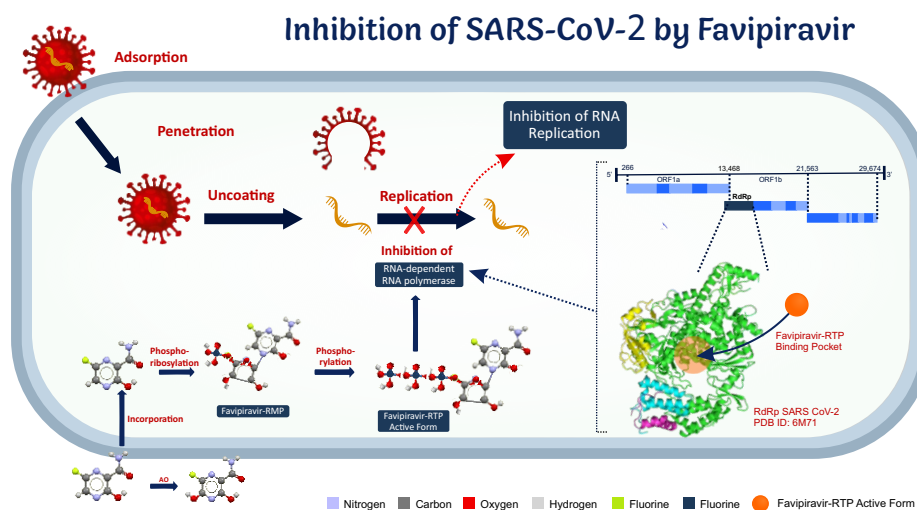 Inhibition of SARS-CoV-2 by Favipiravir
Adsorption
Penetration
Uncoating
Replication
Inhibition of RNA
Replication
Inhibition of
RNA-dependent
RNA polymerase
266
13,468
21,563
29,674
5'
3'
ORF1a
ORF1b
RdRp
Favipiravir-RTP
Binding Pocket
RdRp SARS CoV-2
PDB ID: 6M71
Phospho-
ribosylation
Phospho-
rylation
Favipiravir-RMP
Favipiravir-RTP
Active Form
Incorporation
AO
Nitrogen
Carbon
Oxygen
Hydrogen
Fluorine
Fluorine
Favipiravir-RTP Active Form